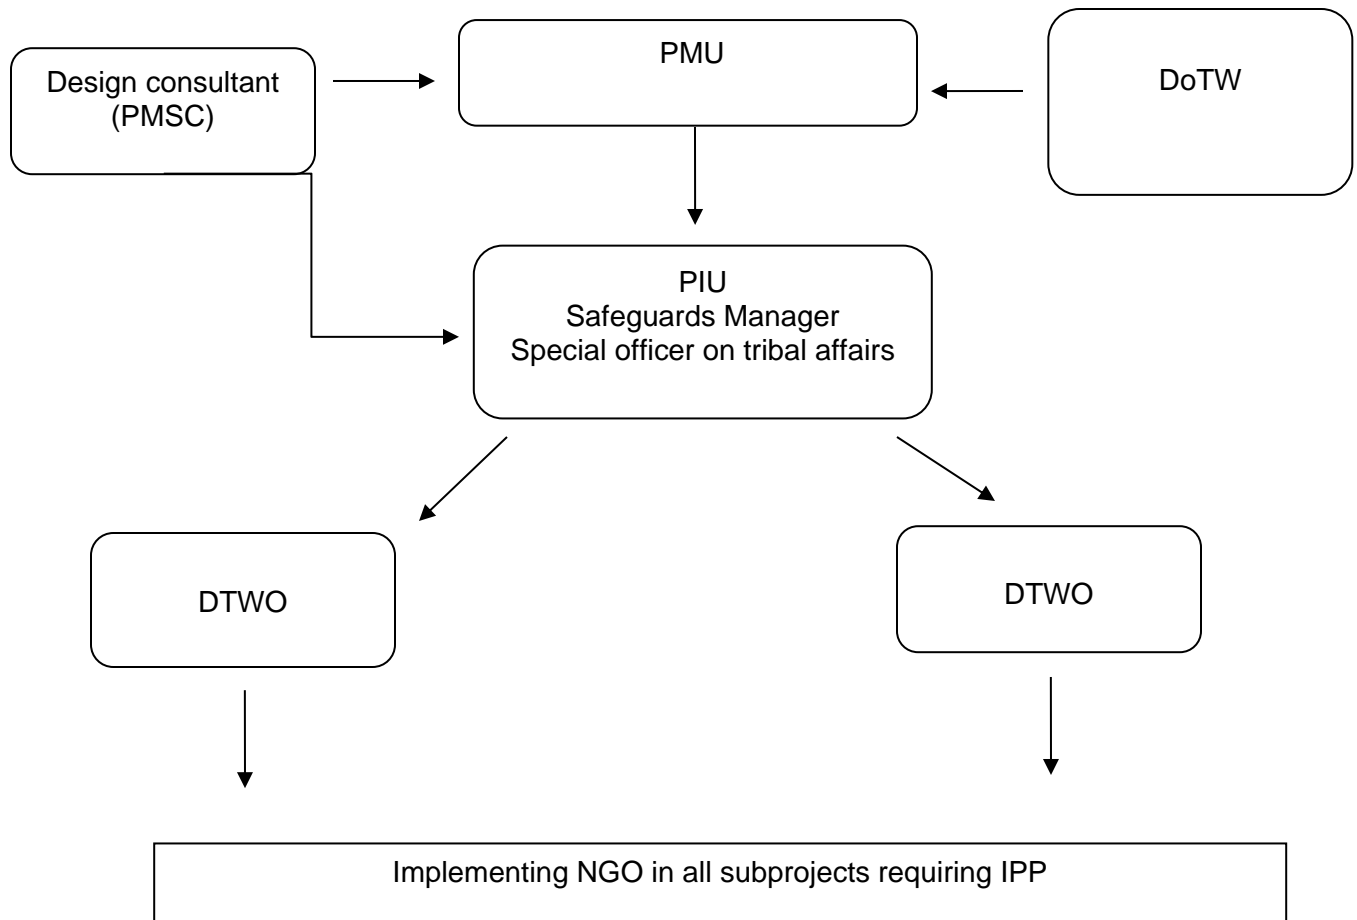 Design consultant
(PMSC)
PMU
DoTW
PIU
Safeguards Manager
Special officer on tribal affairs
DTWO
DTWO
Implementing NGO in all subprojects requiring IPP